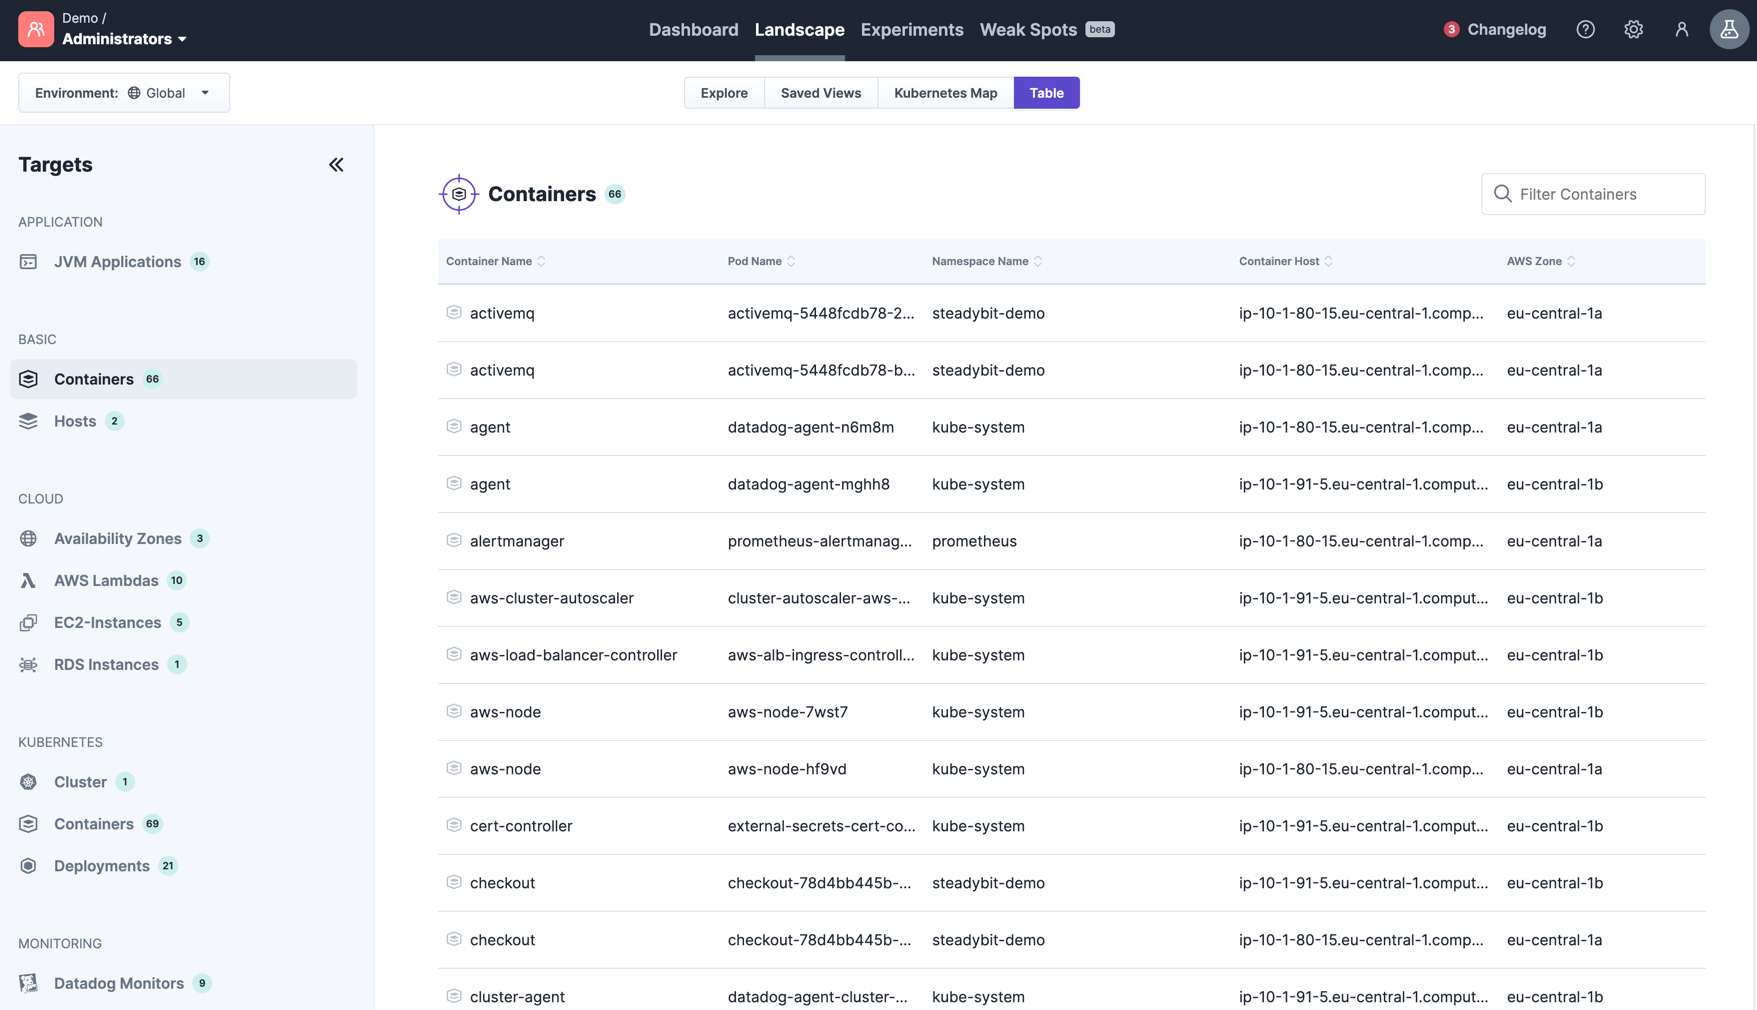 Demo /
Administrators
Dashboard
Landscape
Experiments
Weak Spots beta
3 Changelog
Environment: Global
Explore
Saved Views
Kubernetes Map
Table
Targets
APPLICATION
JVM Applications 16
BASIC
Containers 66
Hosts 2
CLOUD
Availability Zones 3
AWS Lambdas 10
EC2-Instances 5
RDS Instances 1
KUBERNETES
Cluster 1
Containers 69
Deployments 21
MONITORING
Datadog Monitors 9
Containers 66
Filter Containers
Container Name Pod Name Namespace Name Container Host AWS Zone
activemq activemq-5448fcdb78-2... steadybit-demo ip-10-1-80-15.eu-central-1.comp... eu-central-1a
activemq activemq-5448fcdb78-b... steadybit-demo ip-10-1-80-15.eu-central-1.comp... eu-central-1a
agent datadog-agent-n6m8m kube-system ip-10-1-80-15.eu-central-1.comp... eu-central-1a
agent datadog-agent-mghh8 kube-system ip-10-1-91-5.eu-central-1.comput... eu-central-1b
alertmanager prometheus-alertmanag... prometheus ip-10-1-80-15.eu-central-1.comp... eu-central-1a
aws-cluster-autoscaler cluster-autoscaler-aws-... kube-system ip-10-1-91-5.eu-central-1.comput... eu-central-1b
aws-load-balancer-controller aws-alb-ingress-controll... kube-system ip-10-1-91-5.eu-central-1.comput... eu-central-1b
aws-node aws-node-7wst7 kube-system ip-10-1-91-5.eu-central-1.comput... eu-central-1b
aws-node aws-node-hf9vd kube-system ip-10-1-80-15.eu-central-1.comp... eu-central-1a
cert-controller external-secrets-cert-co... kube-system ip-10-1-91-5.eu-central-1.comput... eu-central-1b
checkout checkout-78d4bb445b-... steadybit-demo ip-10-1-91-5.eu-central-1.comput... eu-central-1b
checkout checkout-78d4bb445b-... steadybit-demo ip-10-1-80-15.eu-central-1.comp... eu-central-1a
cluster-agent datadog-agent-cluster-... kube-system ip-10-1-91-5.eu-central-1.comput... eu-central-1b